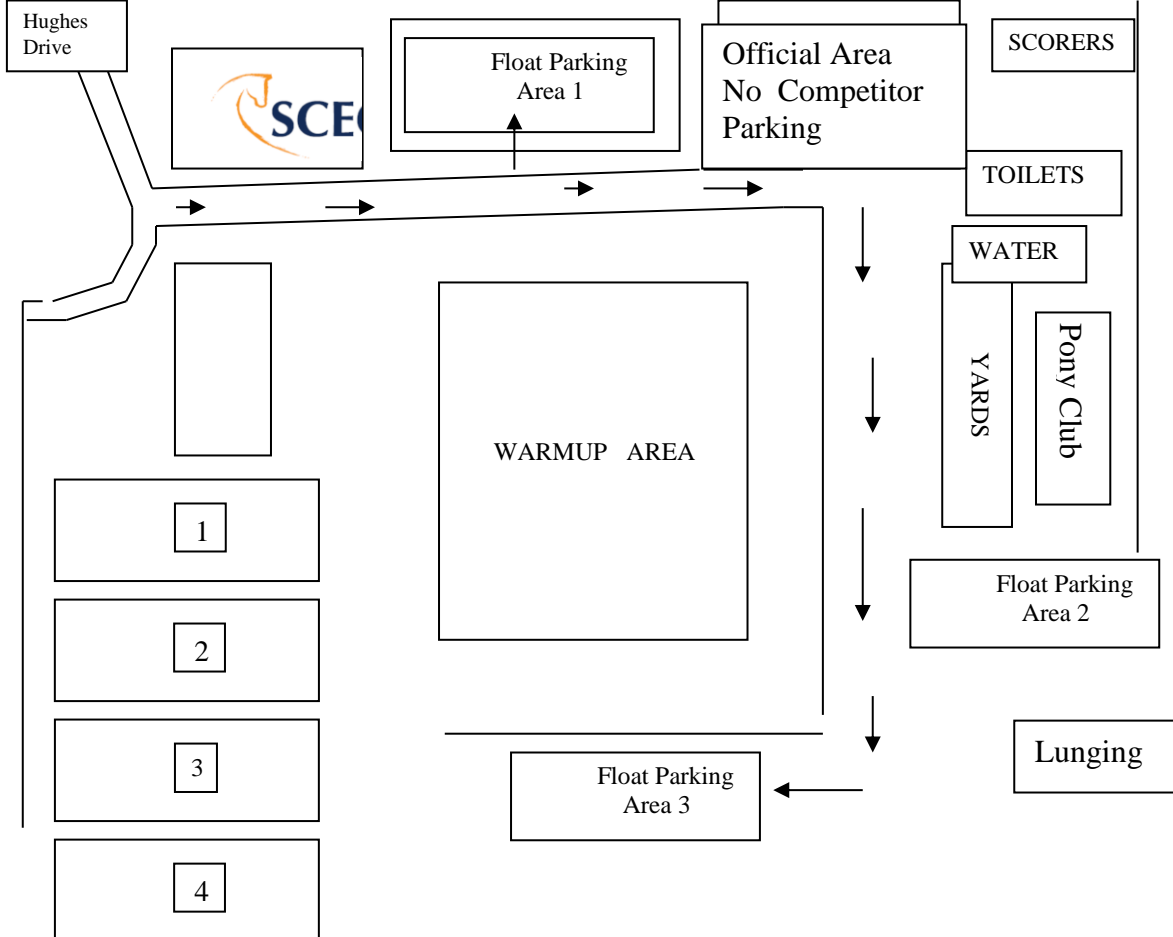 Hughes
Drive
SCEC
Float Parking
Area 1
Official Area
No Competitor
Parking
SCORERS
TOILETS
WATER
YARDS
Pony Club
WARMUP AREA
1
2
3
4
Float Parking
Area 2
Lunging
Float Parking
Area 3